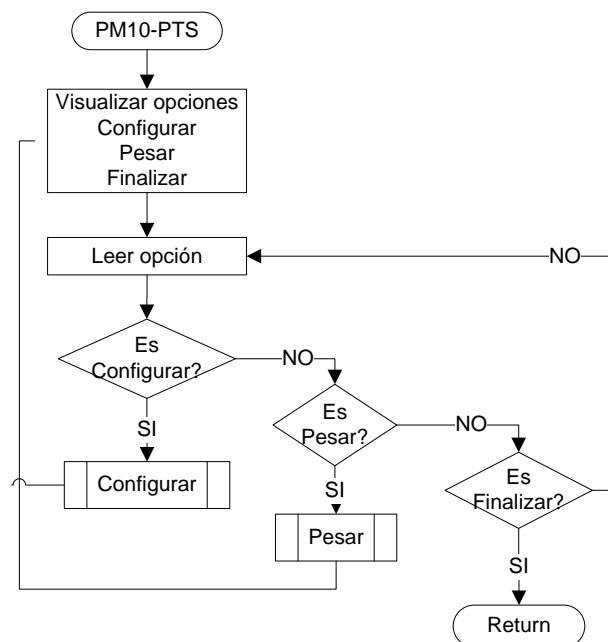 PM10-PTS
Visualizar opciones
Configurar
Pesar
Finalizar
Leer opción
NO
Es
Configurar?
NO
Es
Pesar?
NO
Es
Finalizar?
SI
Configurar
SI
Pesar
SI
Return